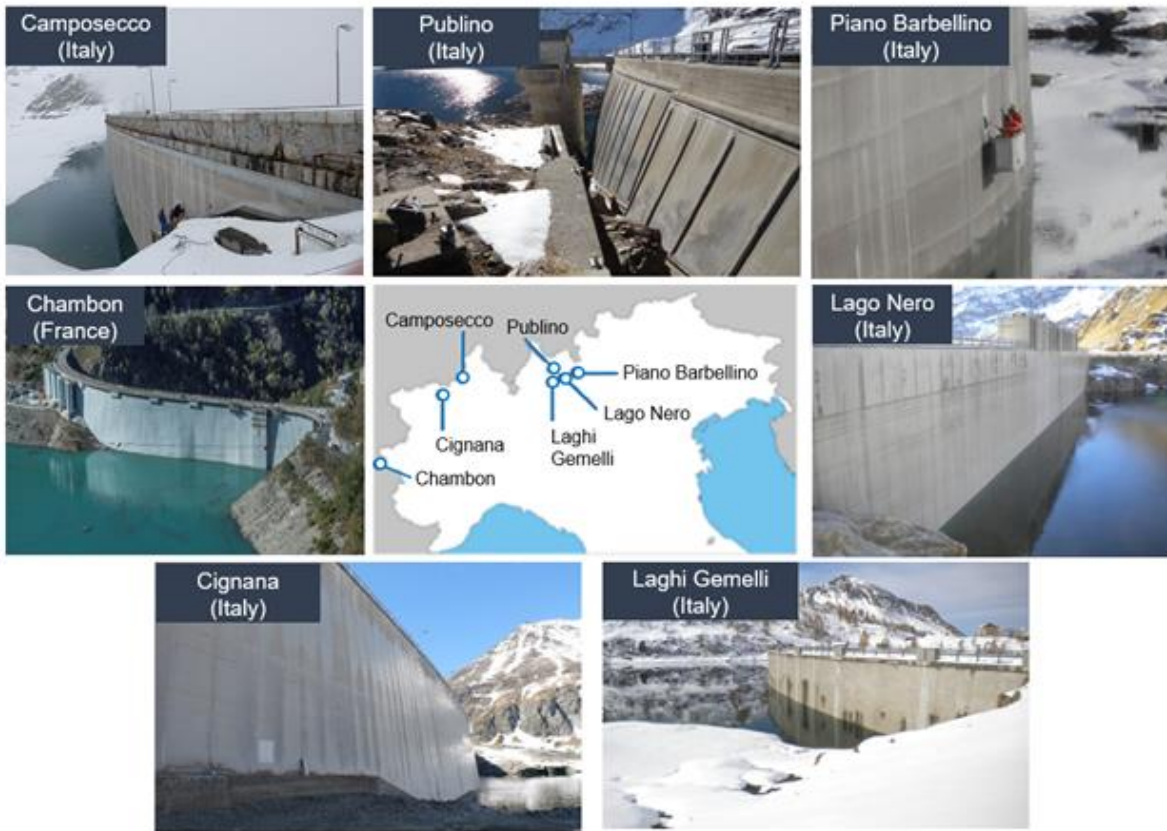 Camposecco
(Italy)
Publino
(Italy)
Piano Barbellino
(Italy)
Chambon
(France)
Camposecco
Publino
Piano Barbellino
Lago Nero
Laghi
Gemelli
Cignana
Chambon
Lago Nero
(Italy)
Cignana
(Italy)
Laghi Gemelli
(Italy)